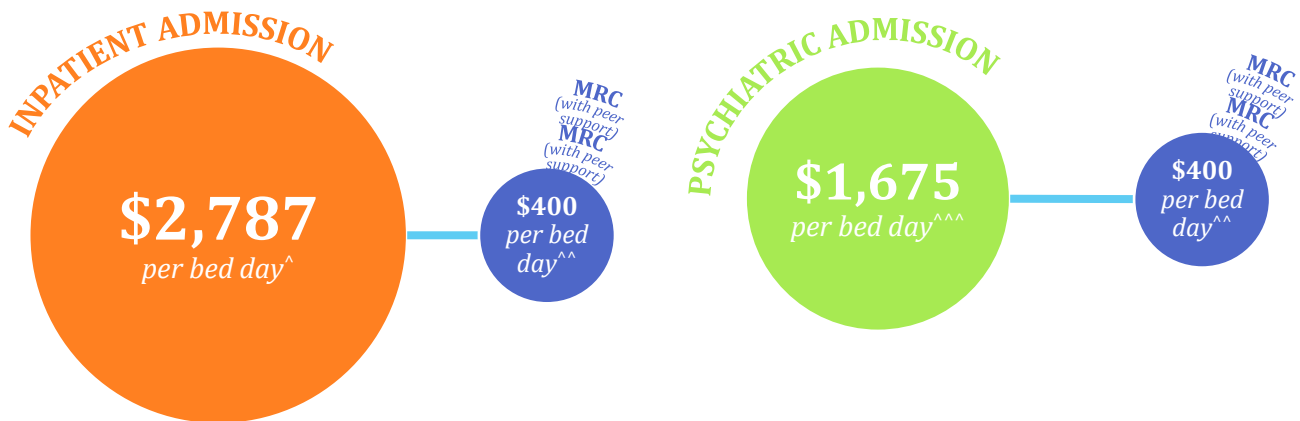 INPATIENT ADMISSION
$2,787
per bed day^
MRC
(with peer
support)
MRC
(with peer
support)
$400
per bed
day^^
PSYCHIATRIC ADMISSION
$1,675
per bed day^^^
MRC
(with peer
support)
MRC
(with peer
support)
$400
per bed
day^^